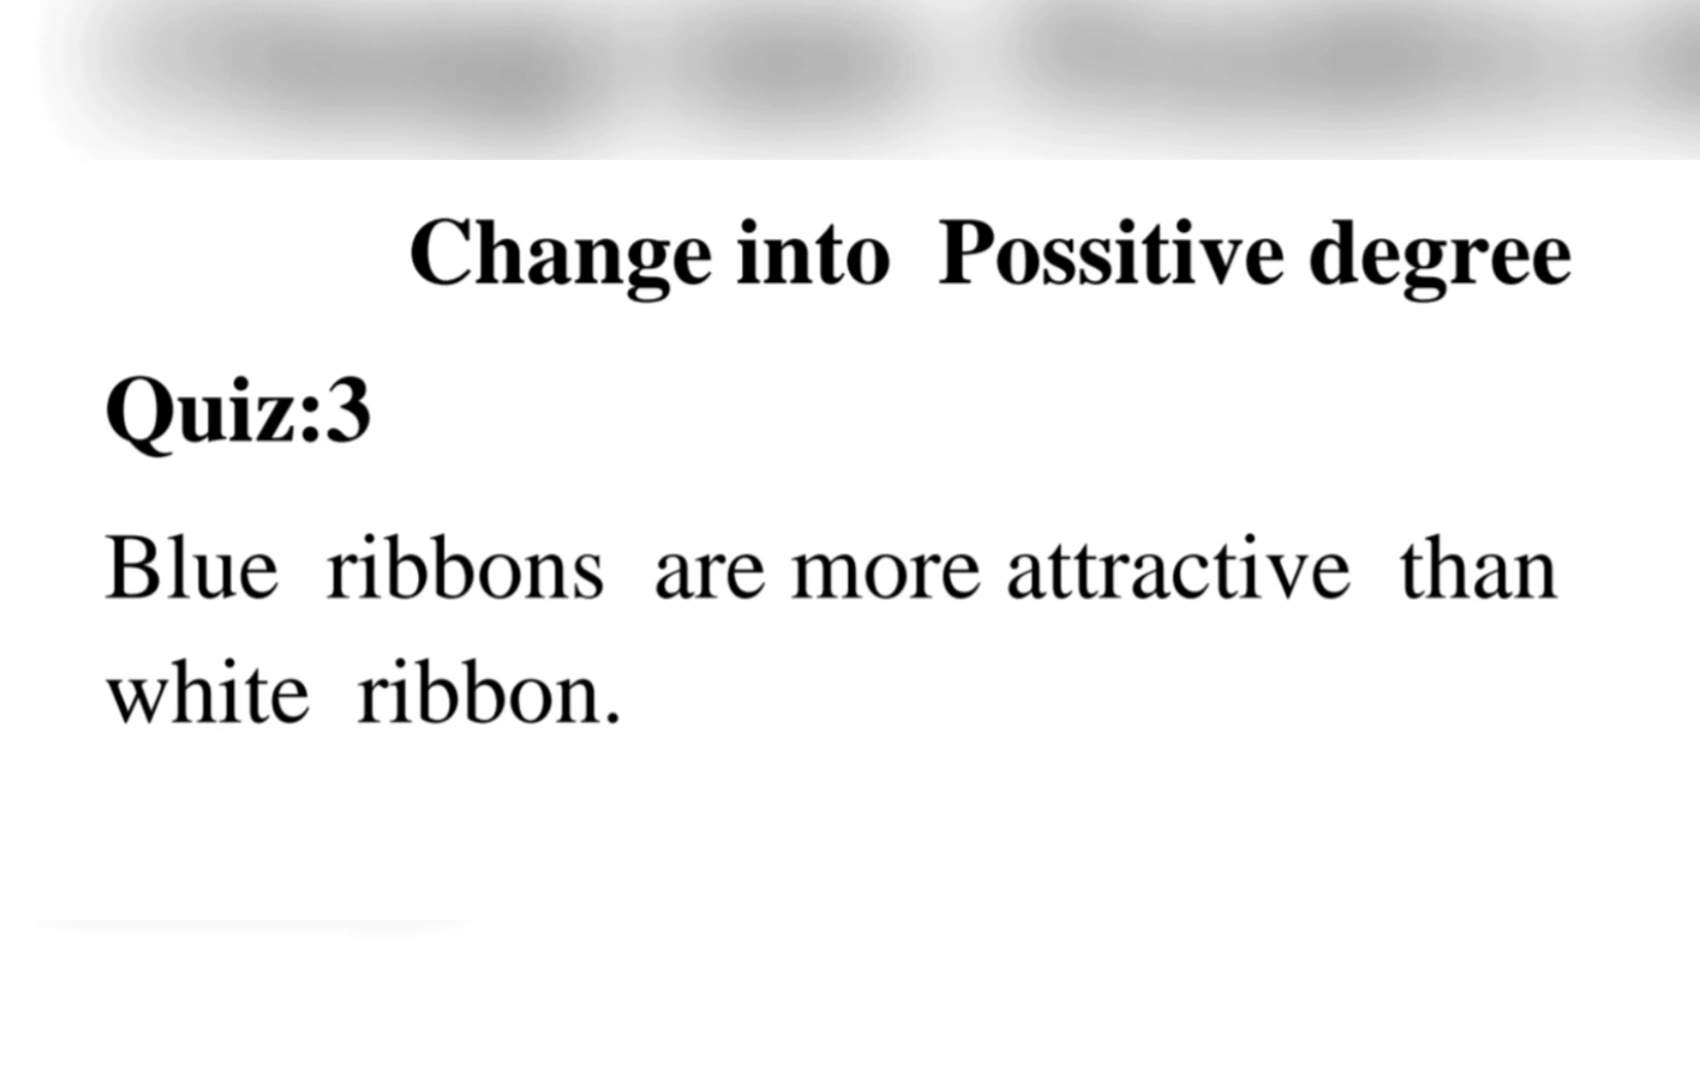 Change into Possitive degree
Quiz:3
Blue ribbons are more attractive than
white ribbon.